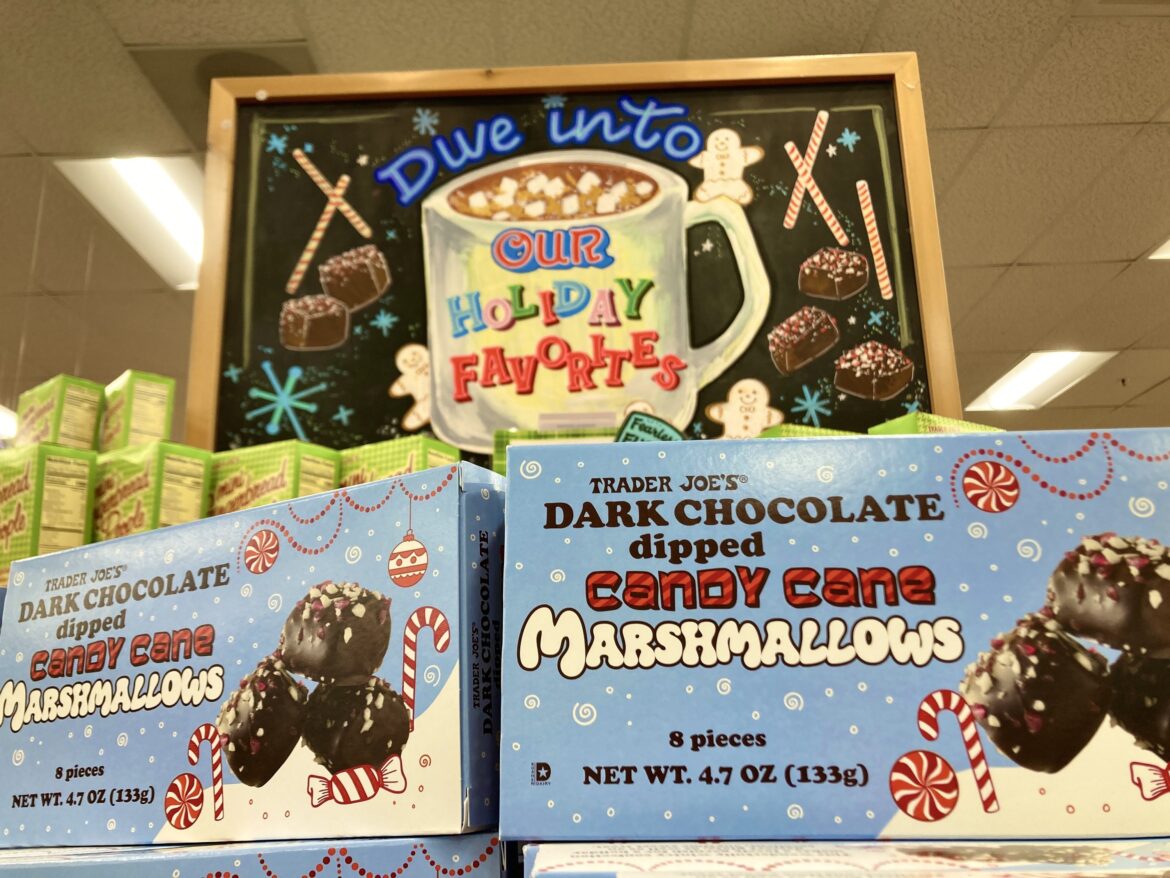 Dive into
OUR
HOLIDAY
FAVORITES
Fearless
TRADER JOE'S®
DARK CHOCOLATE
dipped
CANDY CANE
MARSHMALLOWS
8 pieces
NET WT. 4.7 OZ (133g)
TRADER JOE'S®
DARK CHOCOLATE
TRADER JOE'S®
DARK CHOCOLATE
dipped
CANDY CANE
MARSHMALLOWS
8 pieces
NET WT. 4.7 OZ (133g)